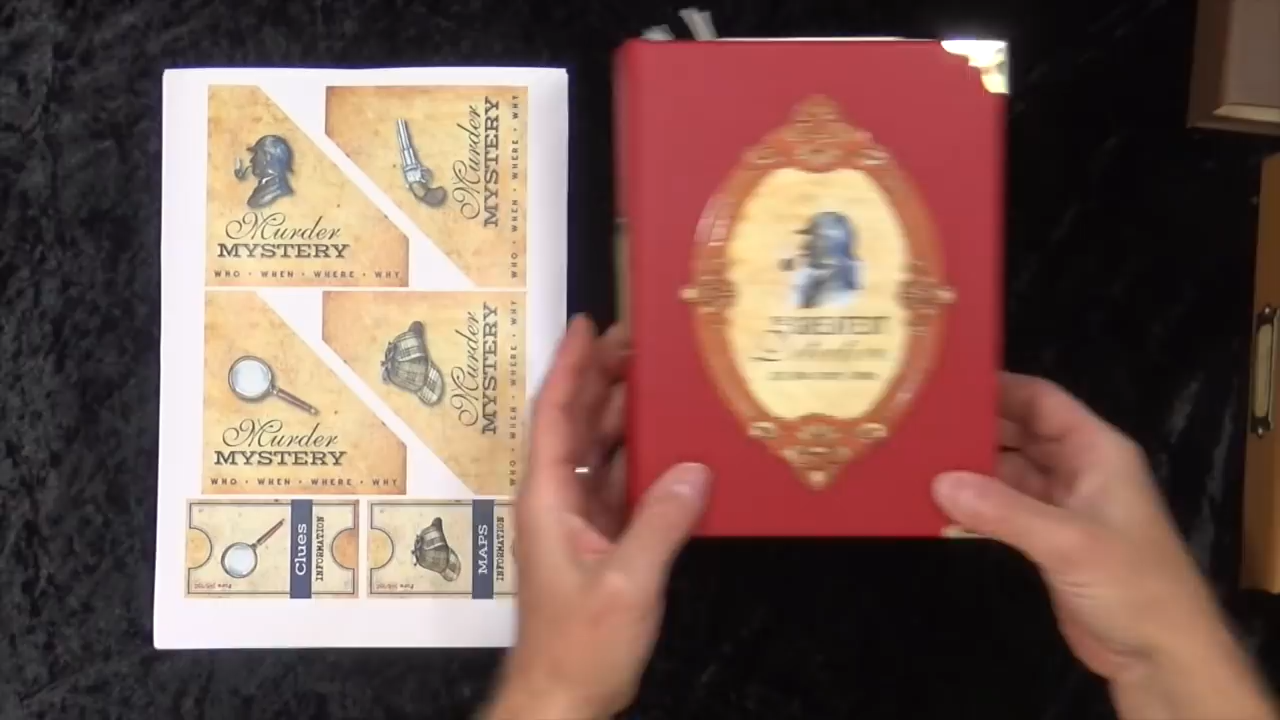 Murder
MYSTERY
WHO • WHEN • WHERE • WHY
Murder
MYSTERY
WHO • WHEN • WHERE • WHY
Murder
MYSTERY
WHO • WHEN • WHERE • WHY
Murder
MYSTERY
WHO • WHEN • WHERE • WHY
Clues
INFORMATION
MAPS
INFORMATION